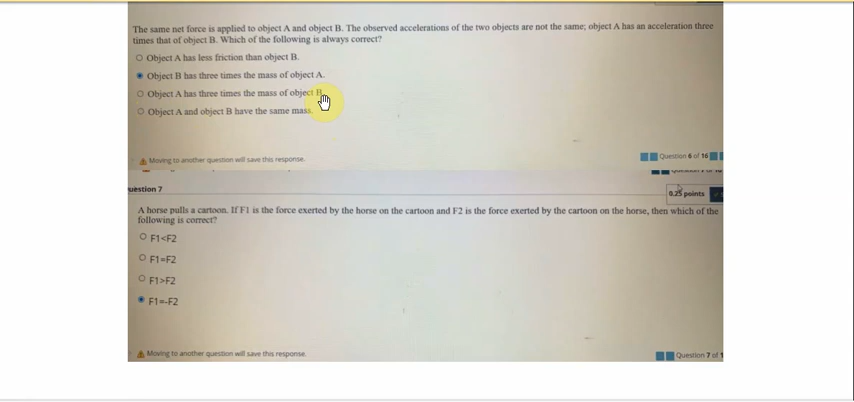 The same net force is applied to object A and object B. The observed accelerations of the two objects are not the same; object A has an acceleration three
times that of object B. Which of the following is always correct?
Object A has less friction than object B.
Object B has three times the mass of object A.
Object A has three times the mass of object B.
Object A and object B have the same mass.
Moving to another question will save this response.
Question 6 of 16
uestion 7
0.25 points
A horse pulls a cartoon. If F1 is the force exerted by the horse on the cartoon and F2 is the force exerted by the cartoon on the horse, then which of the
following is correct?
F1<F2
F1=F2
F1>F2
F1=-F2
Moving to another question will save this response.
Question 7 of 1